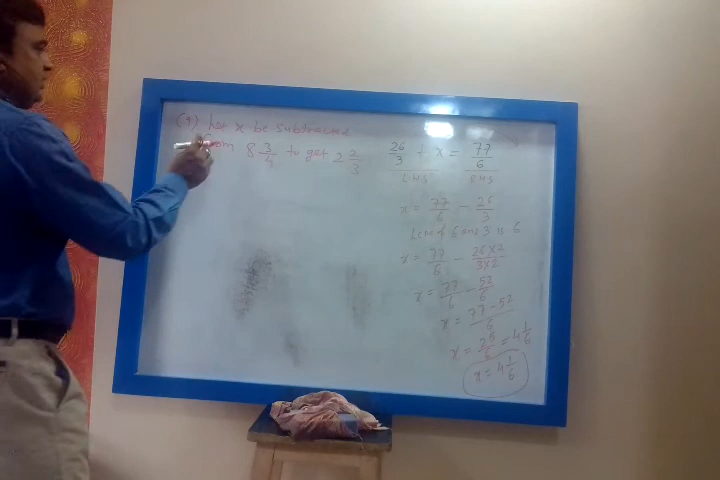 (4) Let x be subtracted
from 8 3/4 to get 2 2/3
26/3 + x = 77/6
LHS RHS
x = 77/6 - 26/3
LCM of 6 and 3 is 6
x = 77/6 - 26×2/3×2
x = 77/6 - 52/6
x = 77-52/6
x = 25/6 = 4 1/6
x = 4 1/6